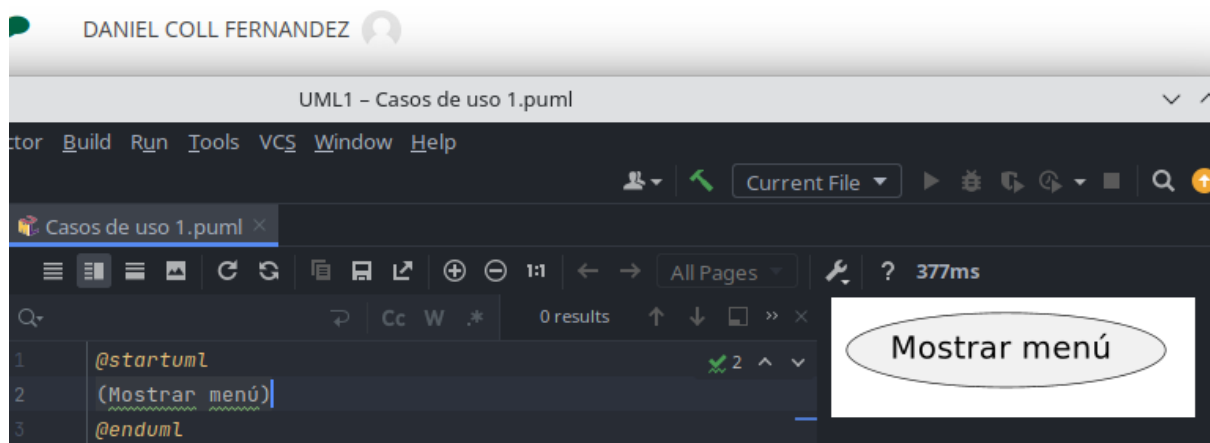 DANIEL COLL FERNANDEZ
UML1 – Casos de uso 1.puml
ctor Build Run Tools VCS Window Help
Current File
Casos de uso 1.puml
1:1 All Pages ? 377ms
Cc W .* 0 results
Mostrar menú
1 @startuml 2
2 (Mostrar menú)
3 @enduml